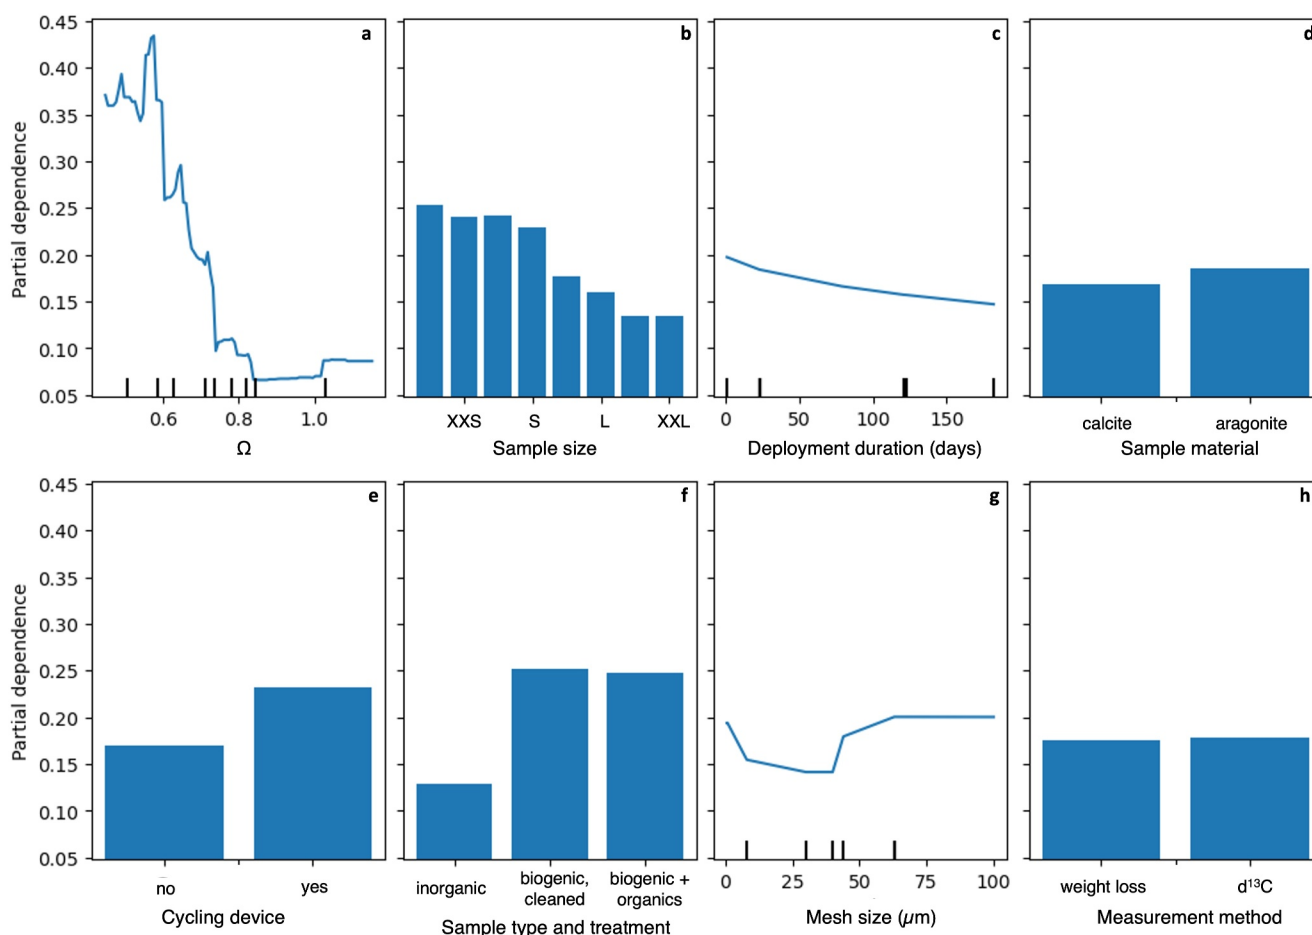 0.45
0.40
0.35
0.30
0.25
0.20
0.15
0.10
0.05
Partial dependence
a
0.6 0.8 1.0
Ω
b
XXS S L XXL
Sample size
c
0 50 100 150
Deployment duration (days)
d
calcite aragonite
Sample material
0.45
0.40
0.35
0.30
0.25
0.20
0.15
0.10
0.05
Partial dependence
e
no yes
Cycling device
f
inorganic biogenic, cleaned biogenic + organics
Sample type and treatment
g
0 25 50 75 100
Mesh size (μm)
h
weight loss d¹³C
Measurement method